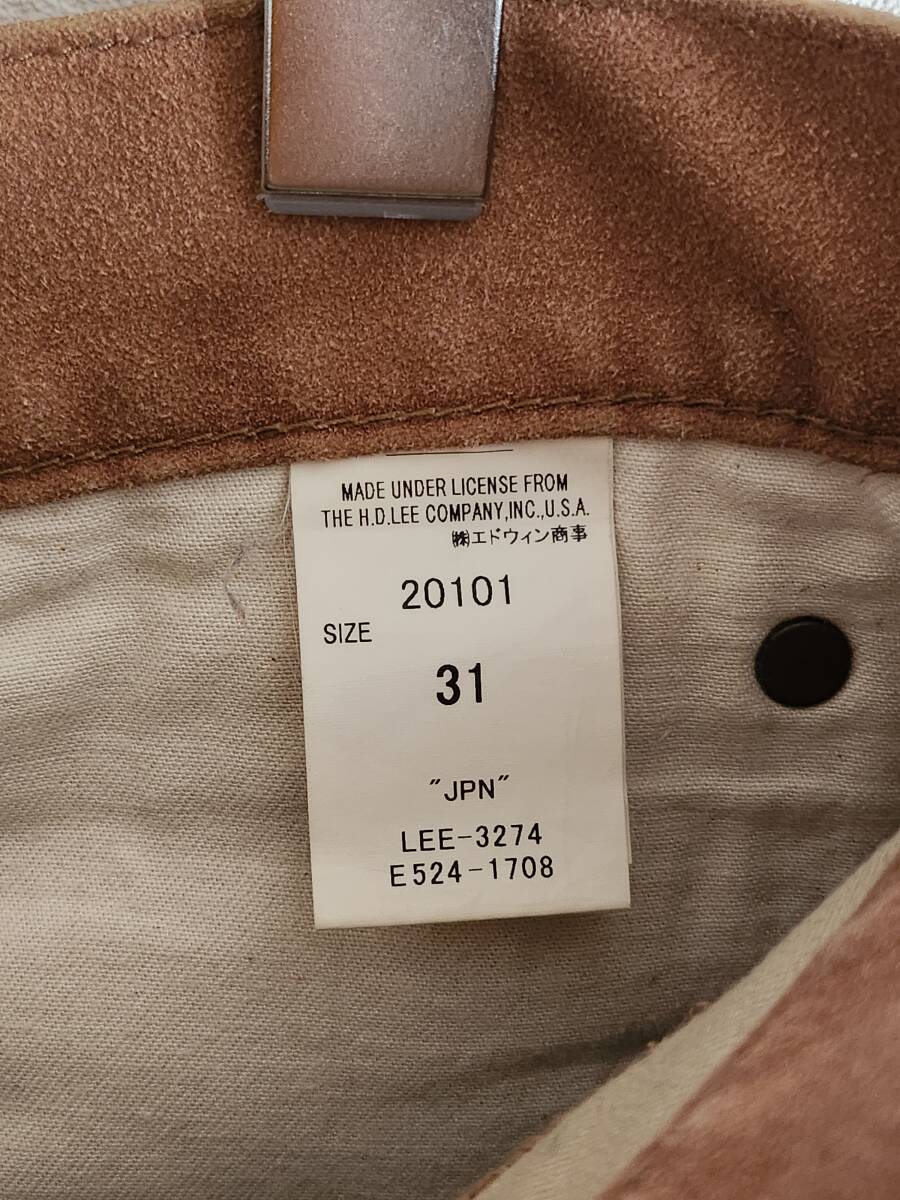 MADE UNDER LICENSE FROM
THE H.D.LEE COMPANY,INC.,U.S.A.
㈱エドウィン商事
20101
SIZE
31
"JPN"
LEE-3274
E524-1708